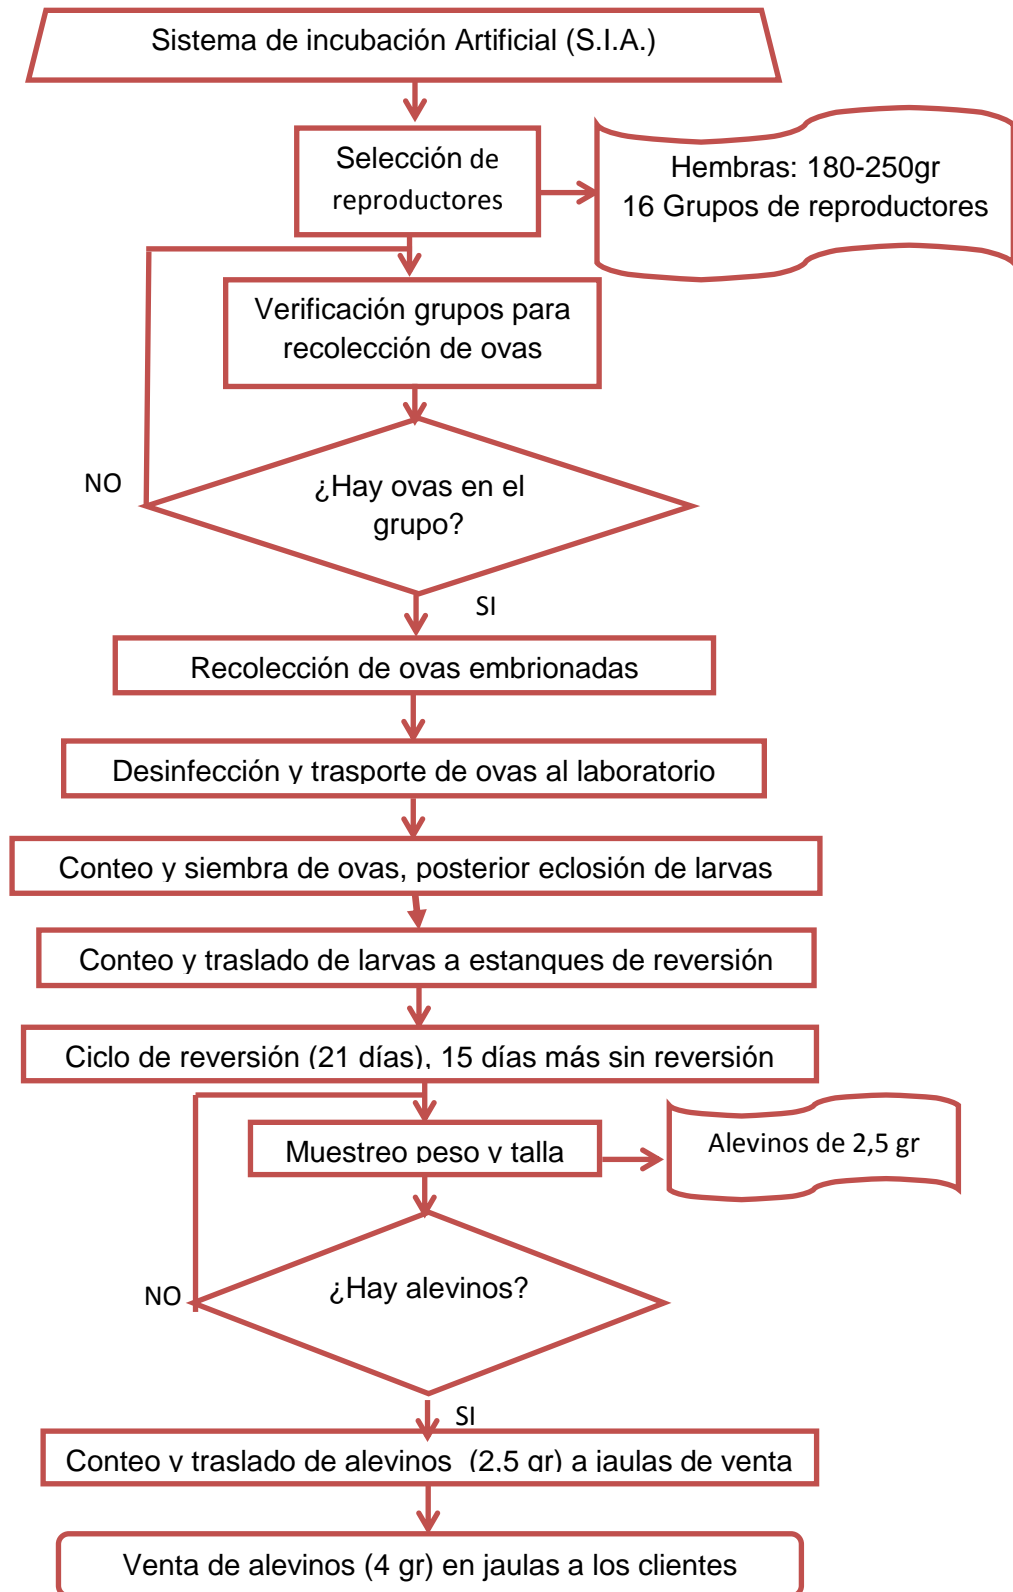 Sistema de incubación Artificial (S.I.A.)
Selección de
reproductores
Hembras: 180-250gr
16 Grupos de reproductores
Verificación grupos para
recolección de ovas
¿Hay ovas en el
grupo?
NO
SI
Recolección de ovas embrionadas
Desinfección y trasporte de ovas al laboratorio
Conteo y siembra de ovas, posterior eclosión de larvas
Conteo y traslado de larvas a estanques de reversión
Ciclo de reversión (21 días), 15 días más sin reversión
Muestreo peso y talla
Alevinos de 2,5 gr
¿Hay alevinos?
NO
SI
Conteo y traslado de alevinos (2,5 gr) a jaulas de venta
Venta de alevinos (4 gr) en jaulas a los clientes